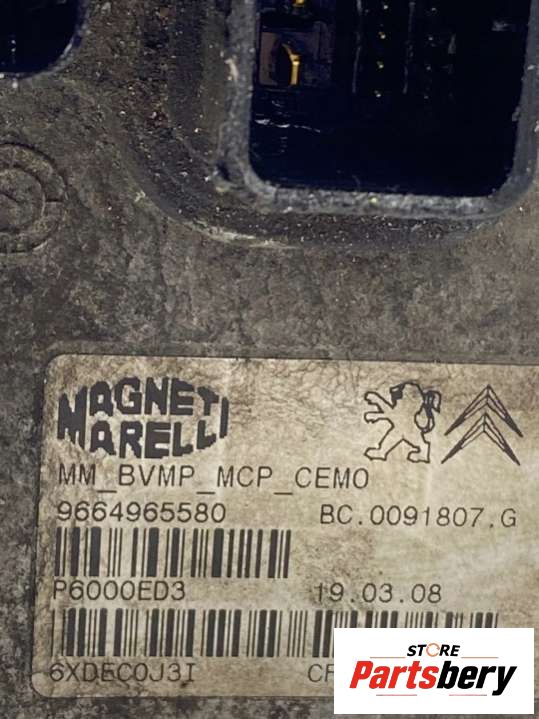 MAGNETI
MARELLI
MM_BVMP_MCP_CEMO
9664965580 BC.0091807.G
P6000ED3 19.03.08
6XDEC0J3I
STORE
Partsbery